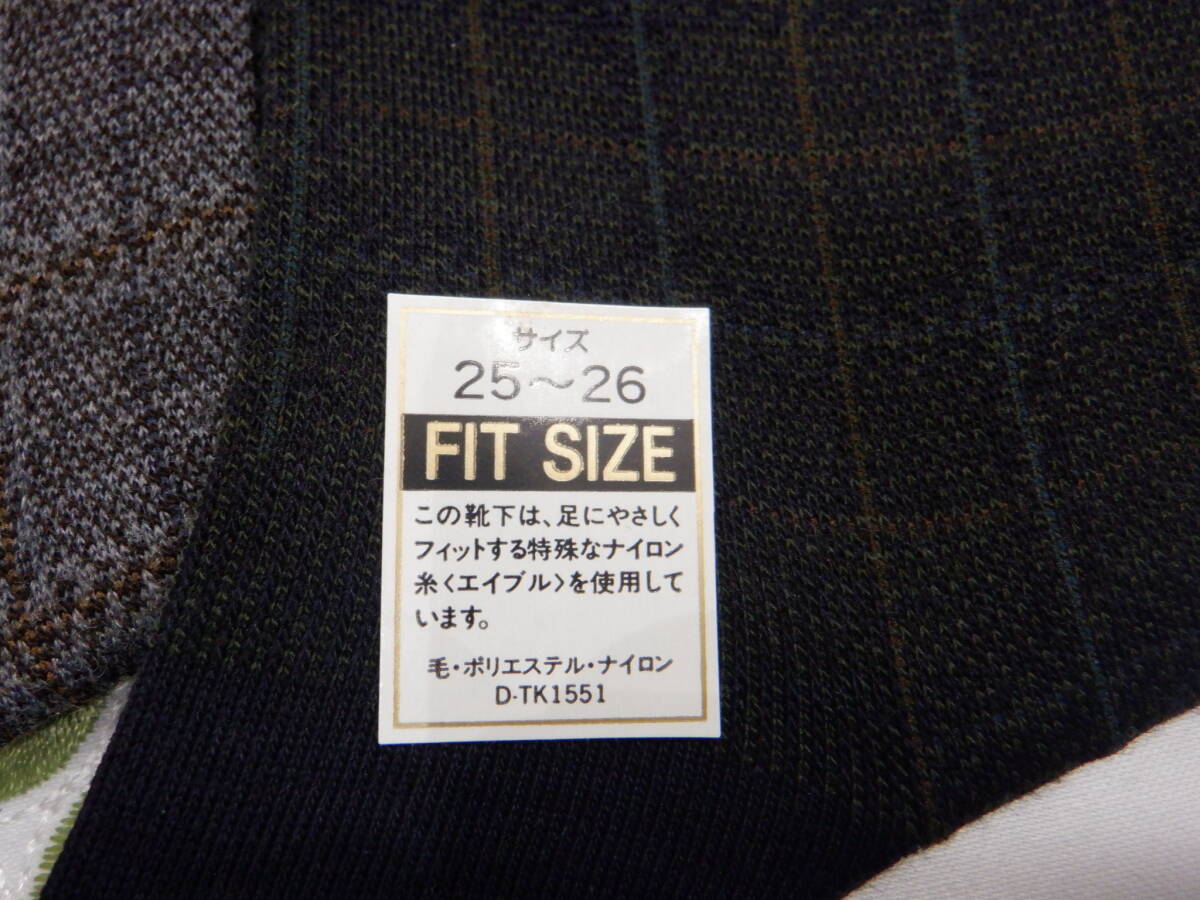 サイズ
25〜26
FIT SIZE
この靴下は、足にやさしく
フィットする特殊なナイロン
糸〈エイブル〉を使用して
います。
毛・ポリエステル・ナイロン
D-TK1551